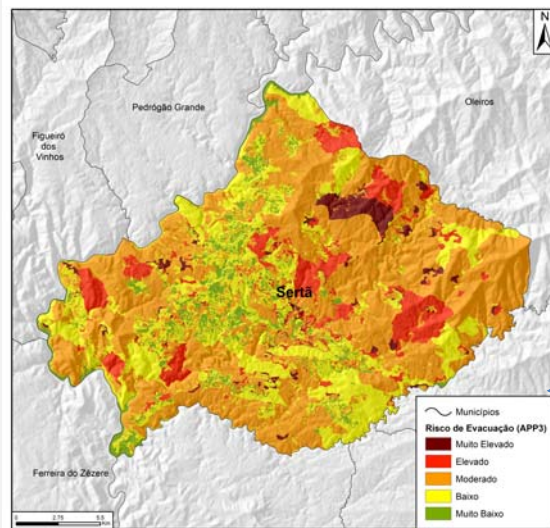 N
Pedrógão Grande
Oleiros
Figueiró
dos
Vinhos
Sertã
Ferreira do Zêzere
0 2.75 5.5
Km
Municípios
Risco de Evacuação (APP3)
Muito Elevado
Elevado
Moderado
Baixo
Muito Baixo